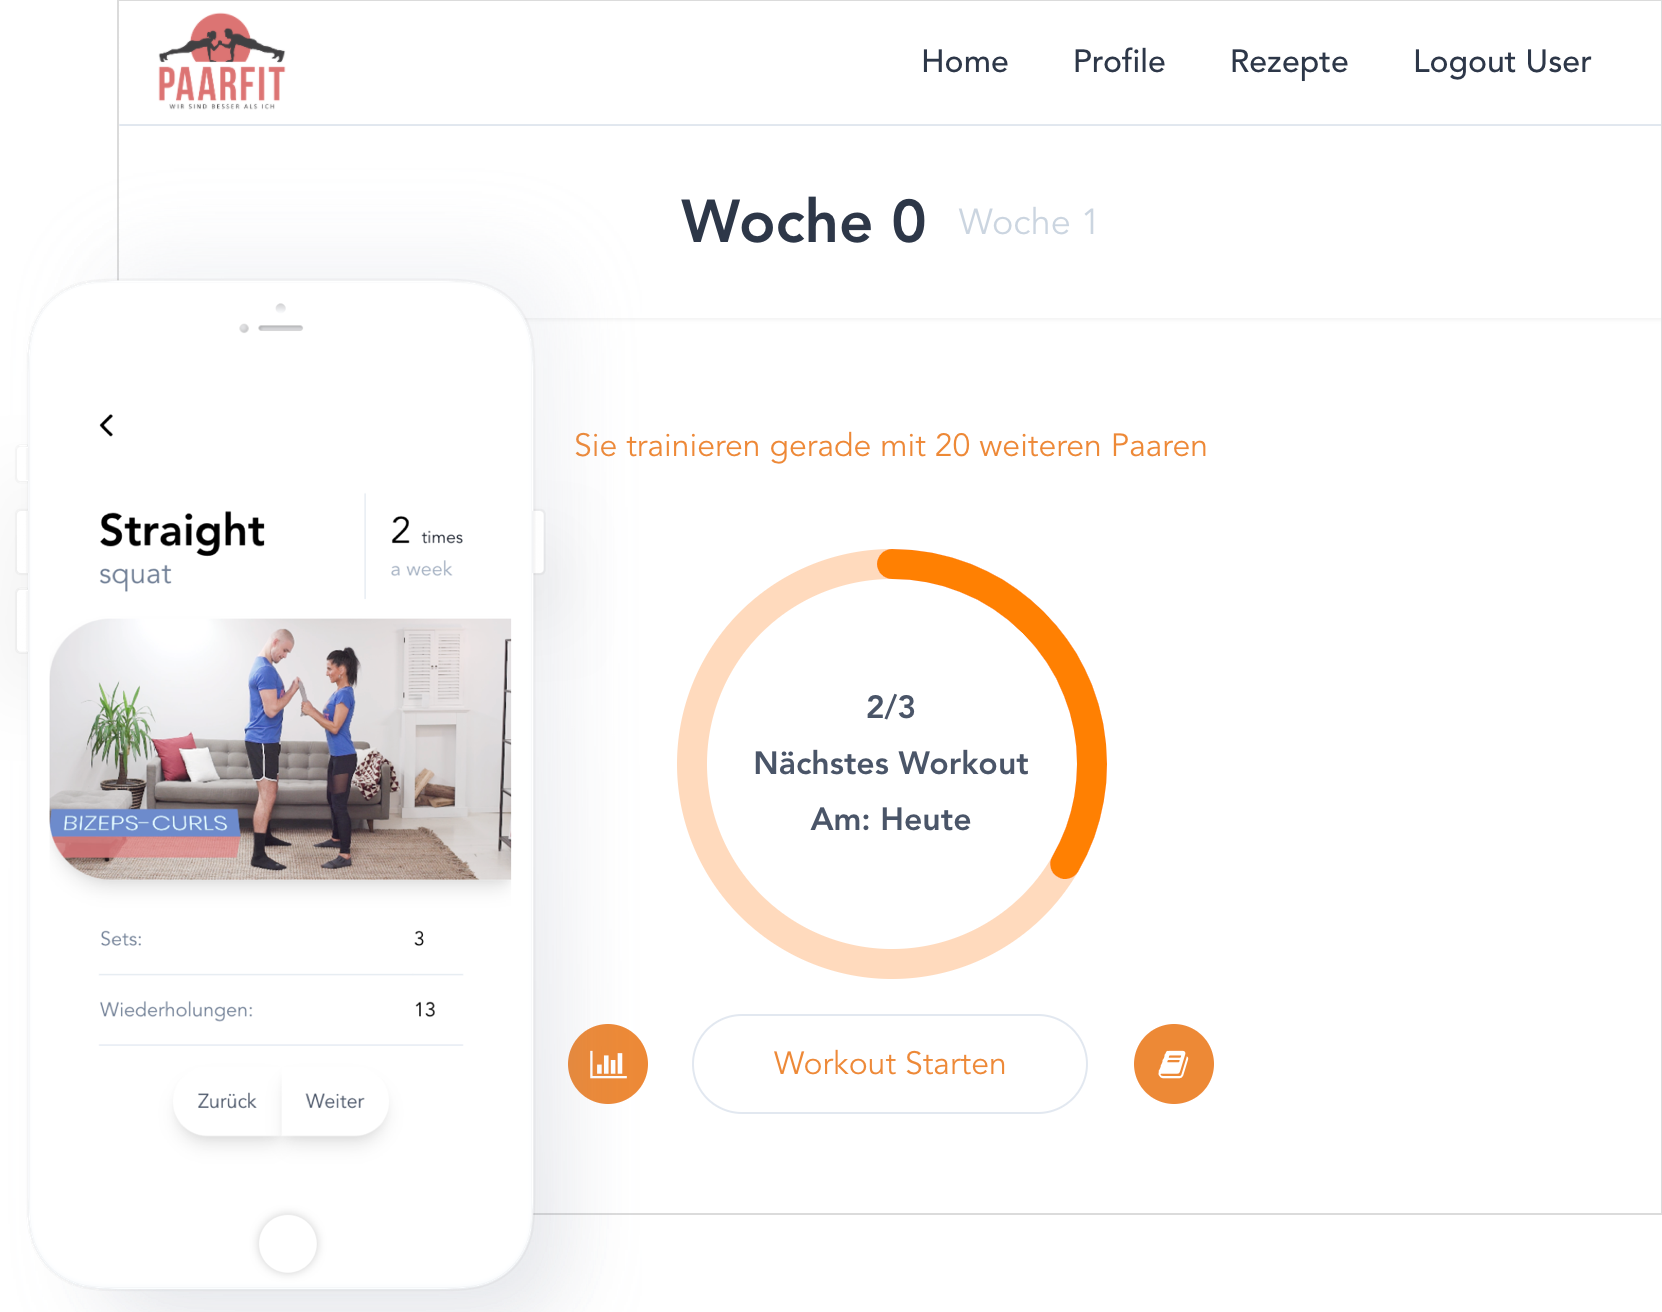 PAARFIT
WIR SIND BESSER ALS ICH
Home
Profile
Rezepte
Logout User
Woche 0
Woche 1
Sie trainieren gerade mit 20 weiteren Paaren
2/3
Nächstes Workout
Am: Heute
Workout Starten
Straight
squat
2 times
a week
BIZEPS-CURLS
Sets: 3
Wiederholungen: 13
Zurück
Weiter